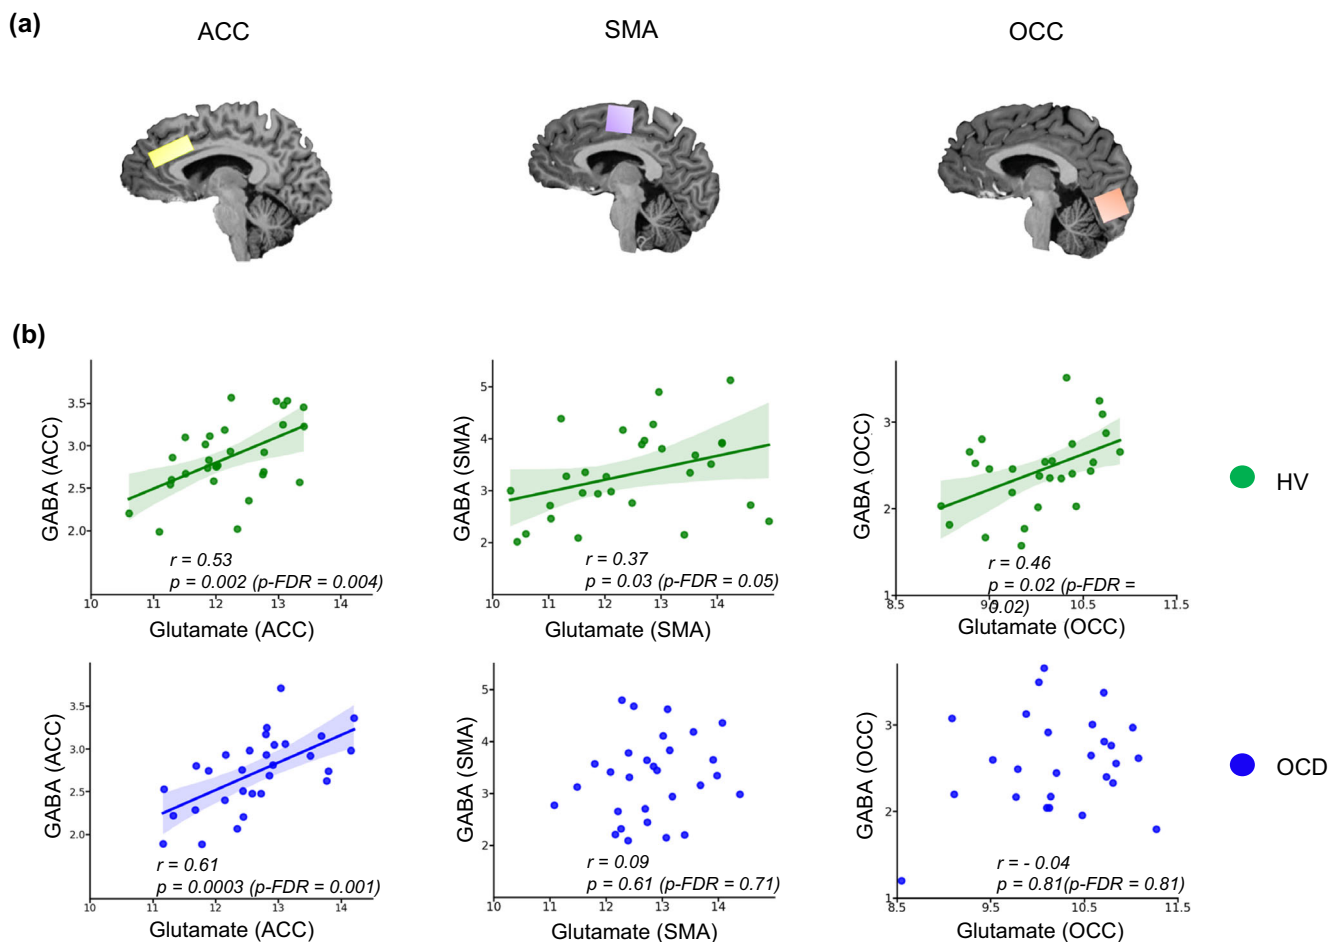 (a)
ACC
SMA
OCC
(b)
GABA (ACC)
3.5
3.0
2.5
2.0
r = 0.53
p = 0.002 (p-FDR = 0.004)
10 11 12 13 14
Glutamate (ACC)
GABA (SMA)
5
4
3
2
r = 0.37
p = 0.03 (p-FDR = 0.05)
10 11 12 13 14
Glutamate (SMA)
GABA (OCC)
3
2
1
r = 0.46
p = 0.02 (p-FDR =
0.02)
8.5 9.5 10.5 11.5
Glutamate (OCC)
HV
GABA (ACC)
3.5
3.0
2.5
2.0
r = 0.61
p = 0.0003 (p-FDR = 0.001)
10 11 12 13 14
Glutamate (ACC)
GABA (SMA)
5
4
3
2
r = 0.09
p = 0.61 (p-FDR = 0.71)
10 11 12 13 14
Glutamate (SMA)
GABA (OCC)
3
2
1
r = - 0.04
p = 0.81(p-FDR = 0.81)
8.5 9.5 10.5 11.5
Glutamate (OCC)
OCD